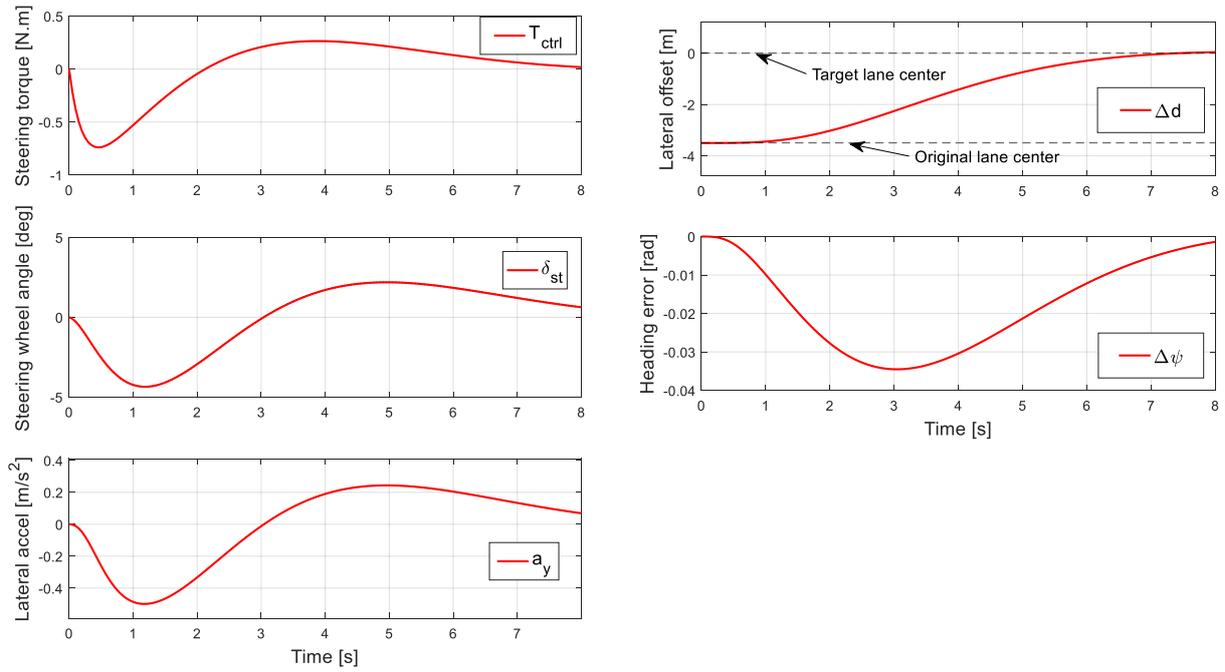 Steering torque [N.m]
0.5
0
-0.5
-1
T_ctrl
0 1 2 3 4 5 6 7 8
Steering wheel angle [deg]
5
0
-5
δ_st
0 1 2 3 4 5 6 7 8
Lateral accel [m/s²]
0.4
0.2
0
-0.2
-0.4
a_y
0 1 2 3 4 5 6 7
Time [s]
Lateral offset [m]
0
-2
-4
Target lane center
Δd
Original lane center
0 1 2 3 4 5 6 7 8
Heading error [rad]
0
-0.01
-0.02
-0.03
-0.04
Δψ
0 1 2 3 4 5 6 7 8
Time [s]